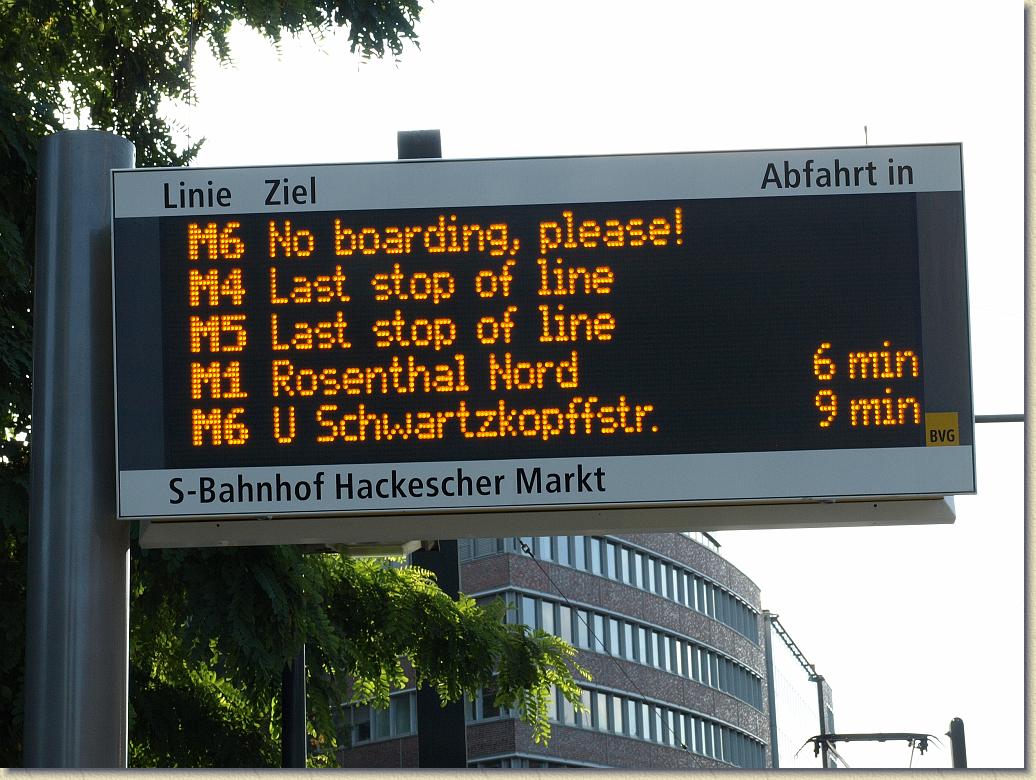 Linie Ziel Abfahrt in
M6 No boarding, please!
M4 Last stop of line
M5 Last stop of line
M1 Rosenthal Nord 6 min
M6 U Schwartzkopffstr. 9 min
BVG
S-Bahnhof Hackescher Markt